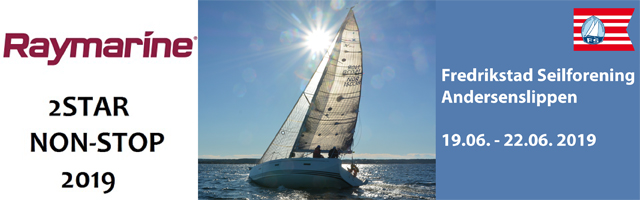 Raymarine
2STAR
NON-STOP
2019
Fredrikstad Seilforening
Andersenslippen
19.06. - 22.06. 2019